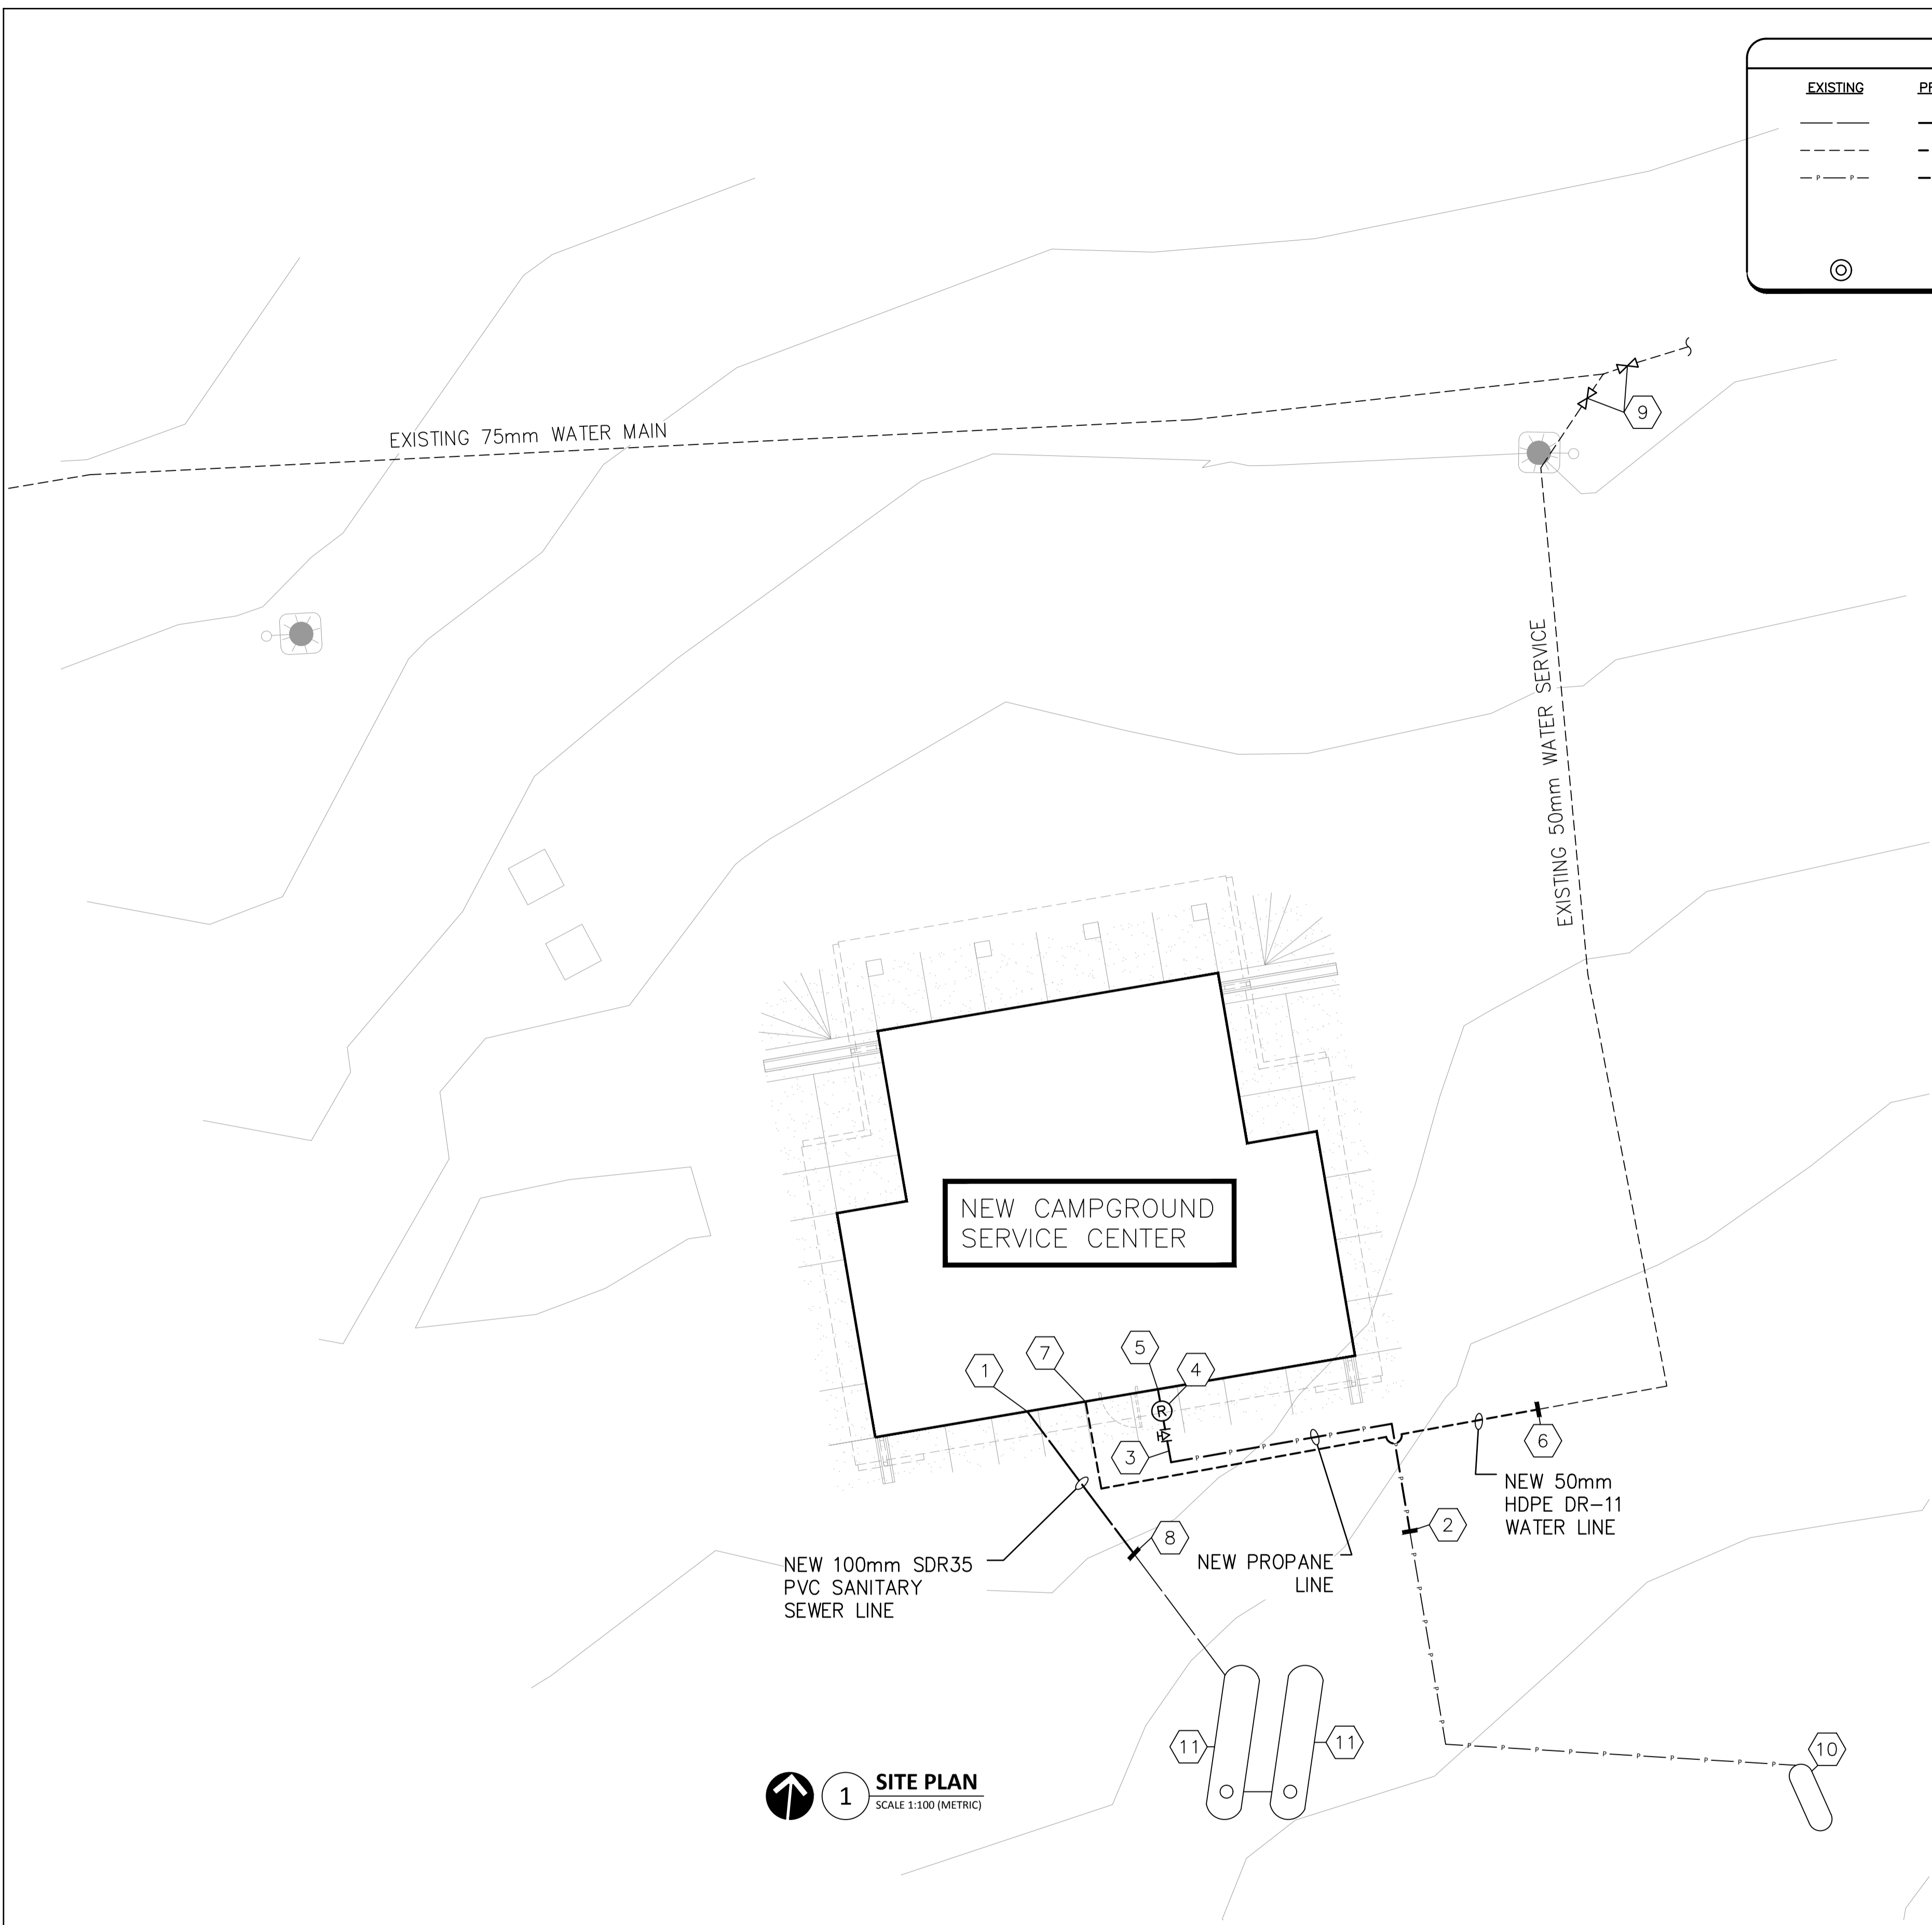 EXISTING
EXISTING 75mm WATER MAIN
9
EXISTING 50mm WATER SERVICE
NEW CAMPGROUND
SERVICE CENTER
1
7
5
4
R
3
6
2
8
NEW 50mm
HDPE DR-11
WATER LINE
NEW 100mm SDR35
PVC SANITARY
SEWER LINE
NEW PROPANE
LINE
11
11
10
1
SITE PLAN
SCALE 1:100 (METRIC)